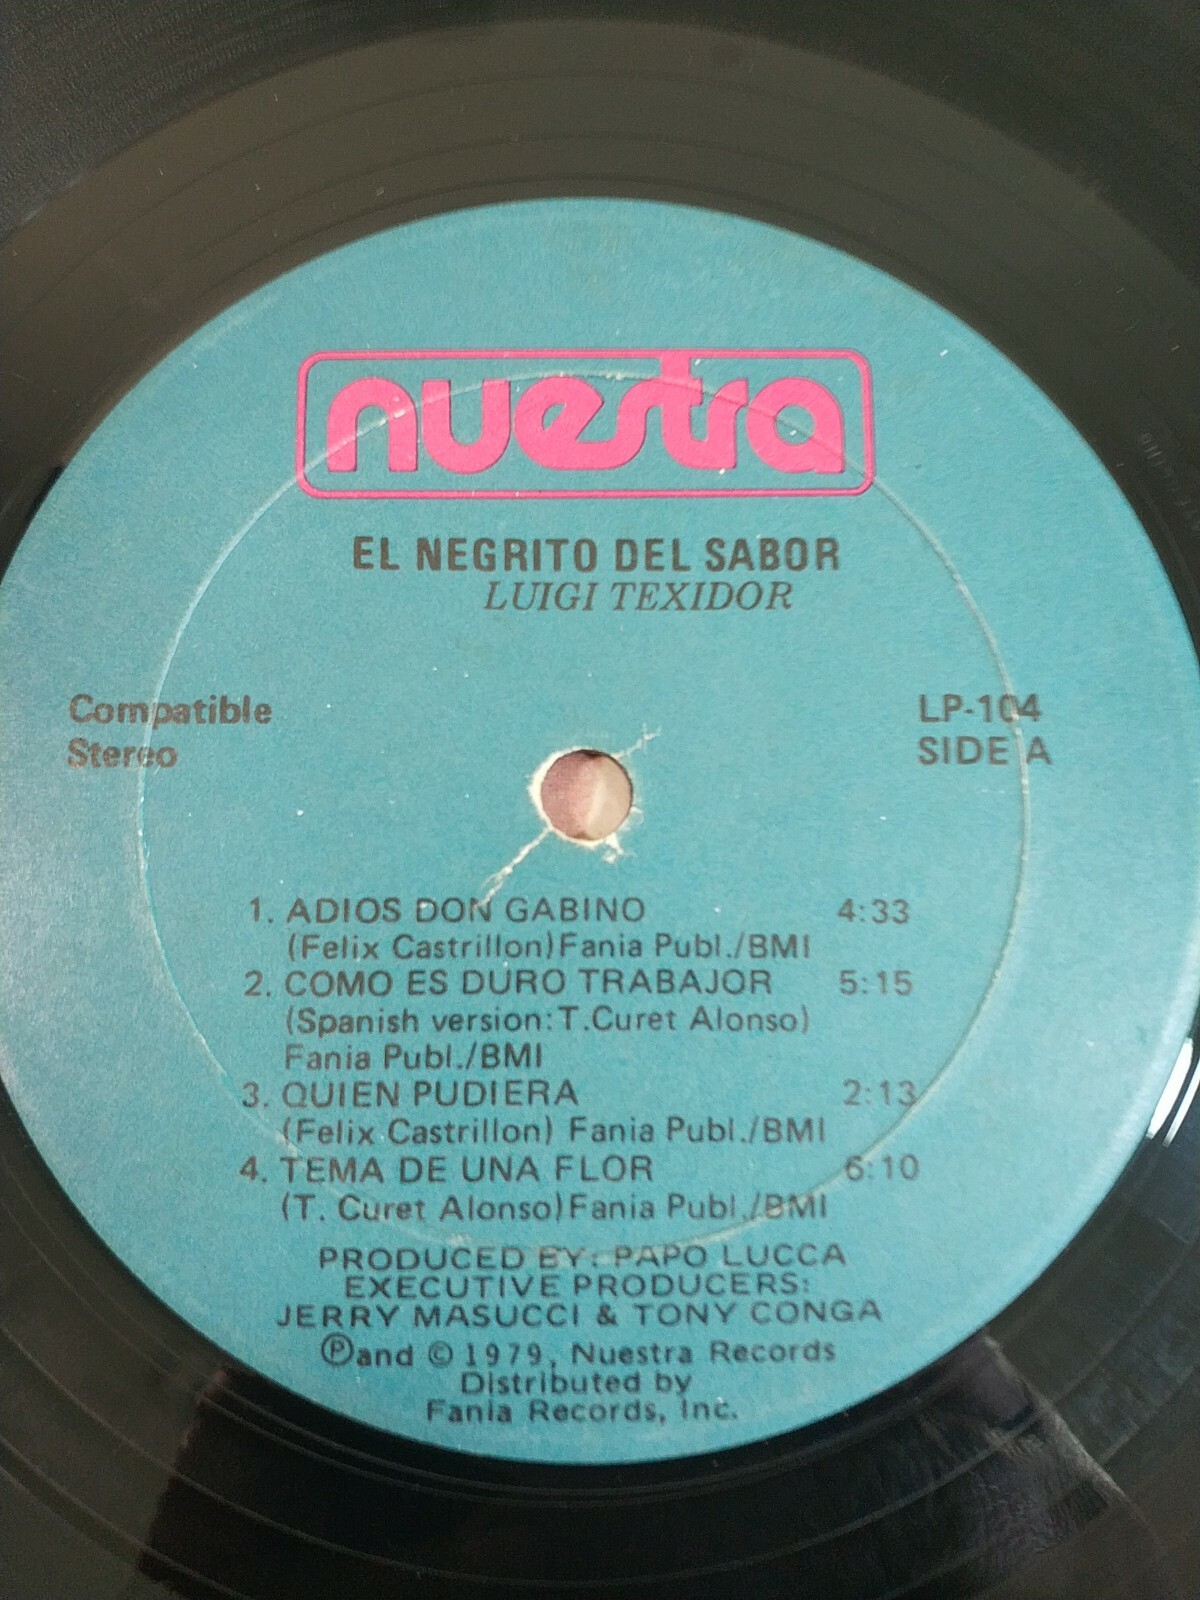 nuestra
EL NEGRITO DEL SABOR
LUIGI TEXIDOR
Compatible
Stereo
LP-104
SIDE A
1. ADIOS DON GABINO 4:33
(Felix Castrillon)Fania Publ./BMI
2. COMO ES DURO TRABAJOR 5:15
(Spanish version:T.Curet Alonso)
Fania Publ./BMI
3. QUIEN PUDIERA 2:13
(Felix Castrillon) Fania Publ./BMI
4. TEMA DE UNA FLOR 6:10
(T. Curet Alonso)Fania Publ./BMI
PRODUCED BY: PAPO LUCCA
EXECUTIVE PRODUCERS:
JERRY MASUCCI & TONY CONGA
Ⓟand © 1979, Nuestra Records
Distributed by
Fania Records, Inc.